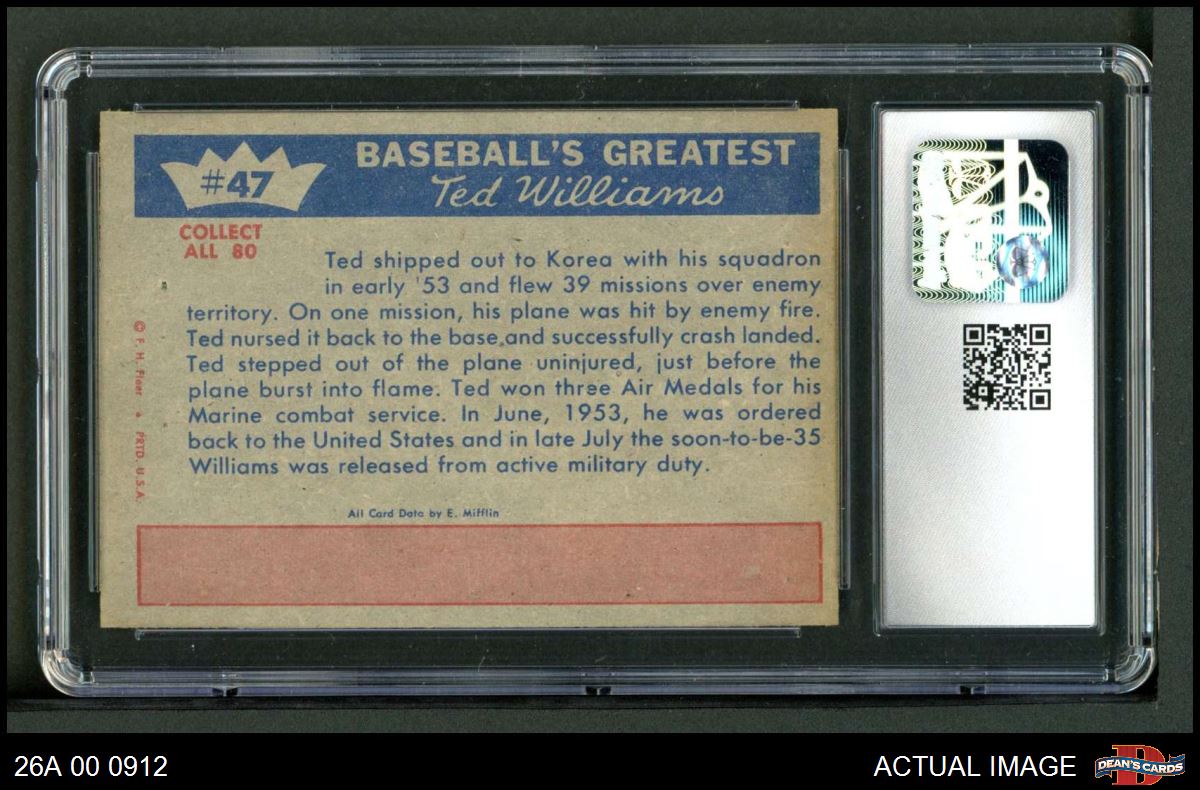 #47
BASEBALL'S GREATEST
Ted Williams
COLLECT
ALL 80
Ted shipped out to Korea with his squadron
in early '53 and flew 39 missions over enemy
territory. On one mission, his plane was hit by enemy fire.
Ted nursed it back to the base,and successfully crash landed.
Ted stepped out of the plane uninjured, just before the
plane burst into flame. Ted won three Air Medals for his
Marine combat service. In June, 1953, he was ordered
back to the United States and in late July the soon-to-be-35
Williams was released from active military duty.
© F. H. Fleer ✦ PRTD. U.S.A.
All Card Data by E. Mifflin
26A 00 0912
ACTUAL IMAGE
DEAN'S CARDS